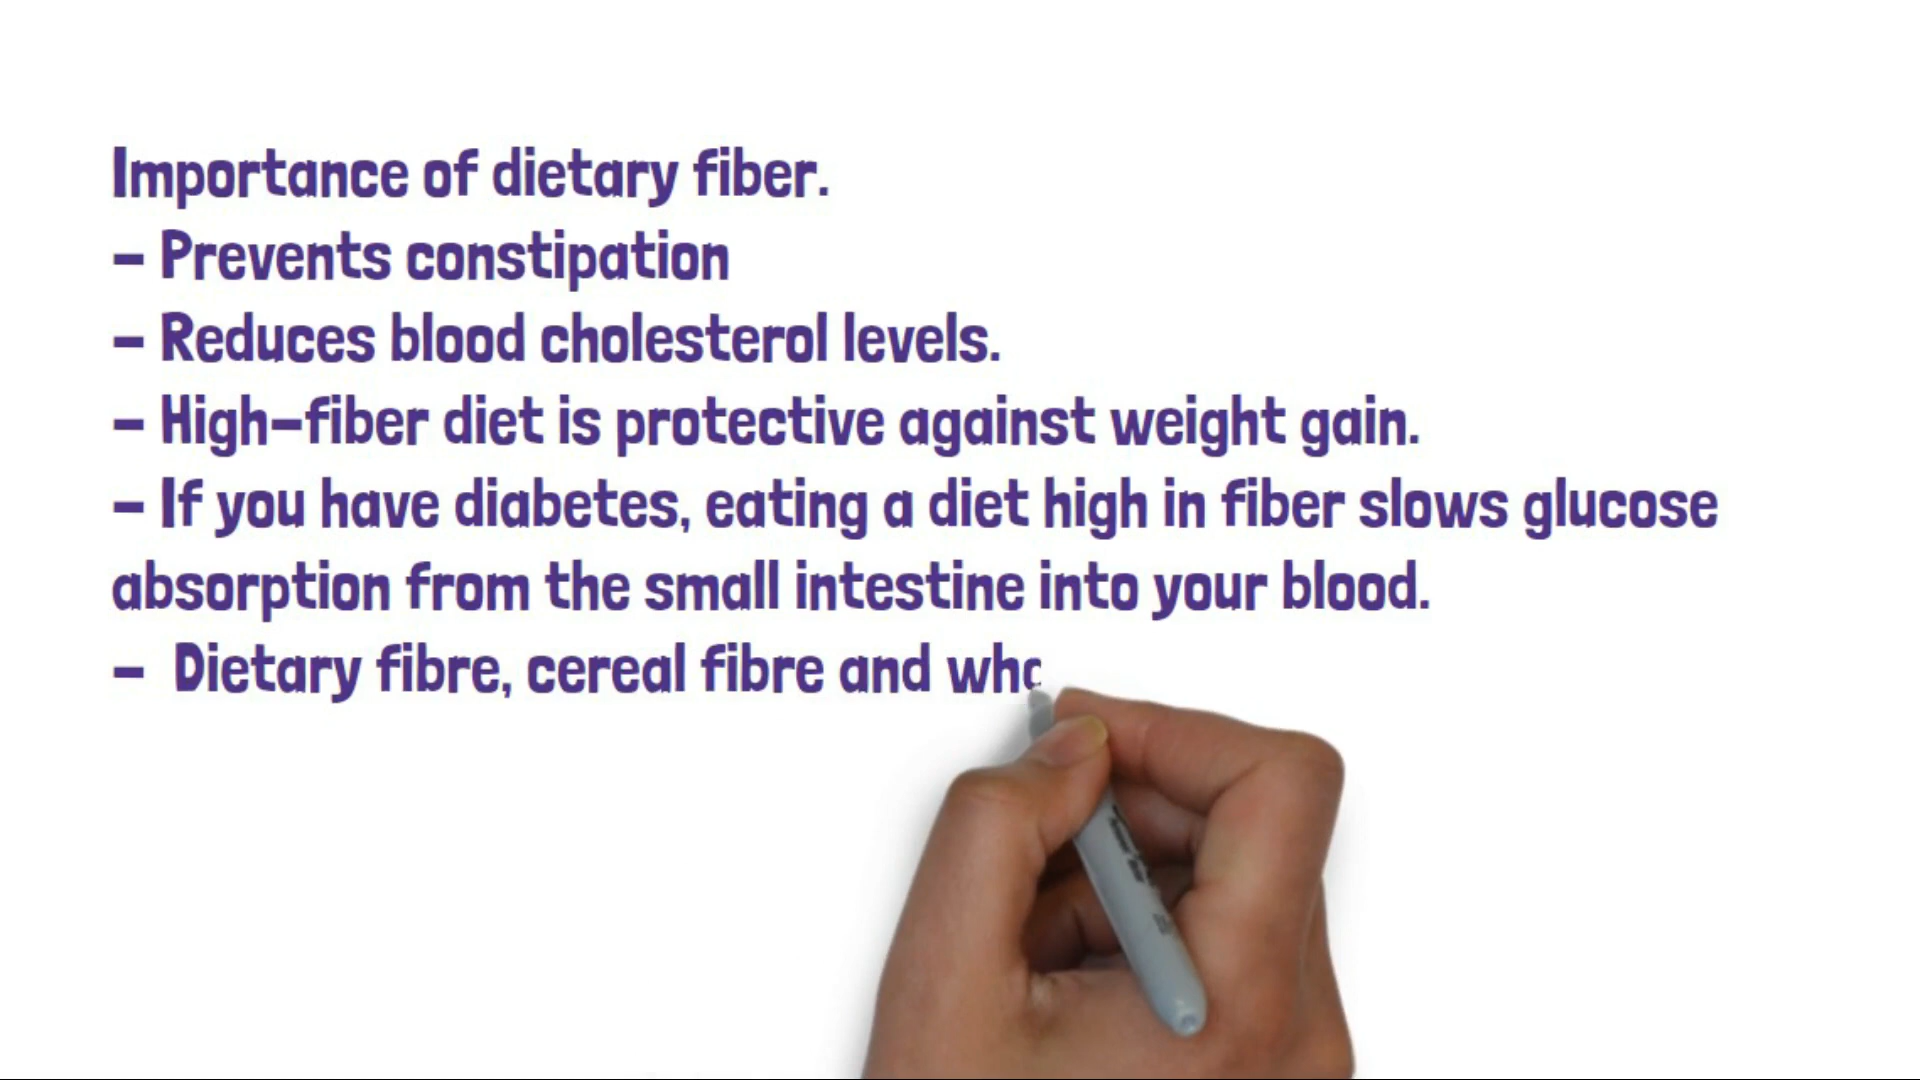 Importance of dietary fiber.
- Prevents constipation
- Reduces blood cholesterol levels.
- High-fiber diet is protective against weight gain.
- If you have diabetes, eating a diet high in fiber slows glucose
absorption from the small intestine into your blood.
- Dietary fibre, cereal fibre and